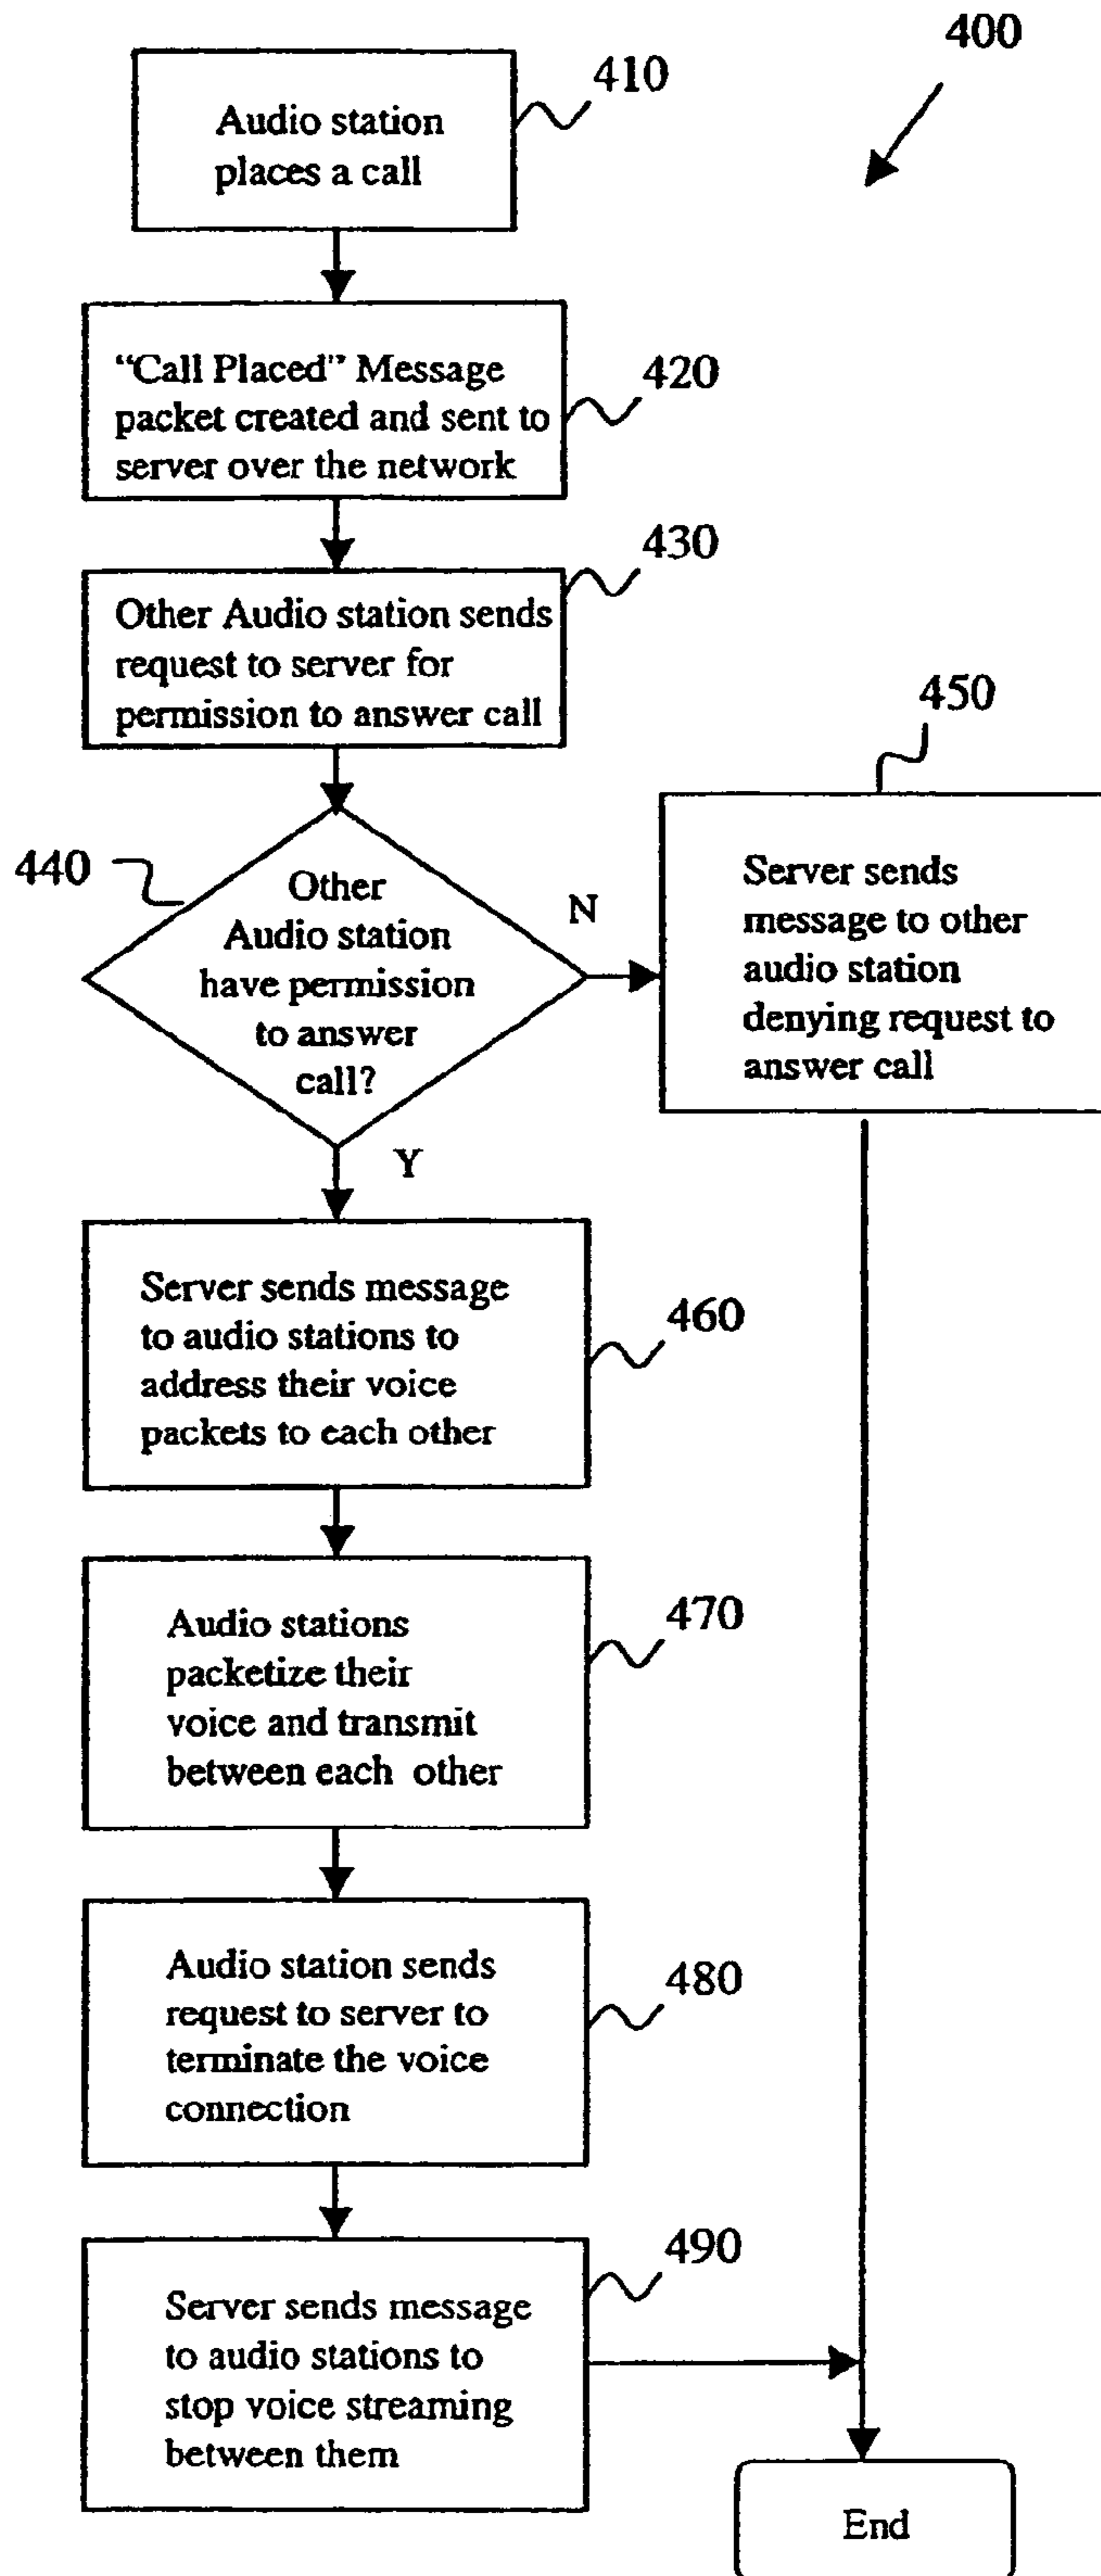 400
410
Audio station
places a call
“Call Placed” Message
packet created and sent to
server over the network
420
430
Other Audio station sends
request to server for
permission to answer call
440
Other
Audio station
have permission
to answer
call?
N
Y
450
Server sends
message to other
audio station
denying request to
answer call
Server sends message
to audio stations to
address their voice
packets to each other
460
Audio stations
packetize their
voice and transmit
between each other
470
Audio station sends
request to server to
terminate the voice
connection
480
490
Server sends message
to audio stations to
stop voice streaming
between them
End